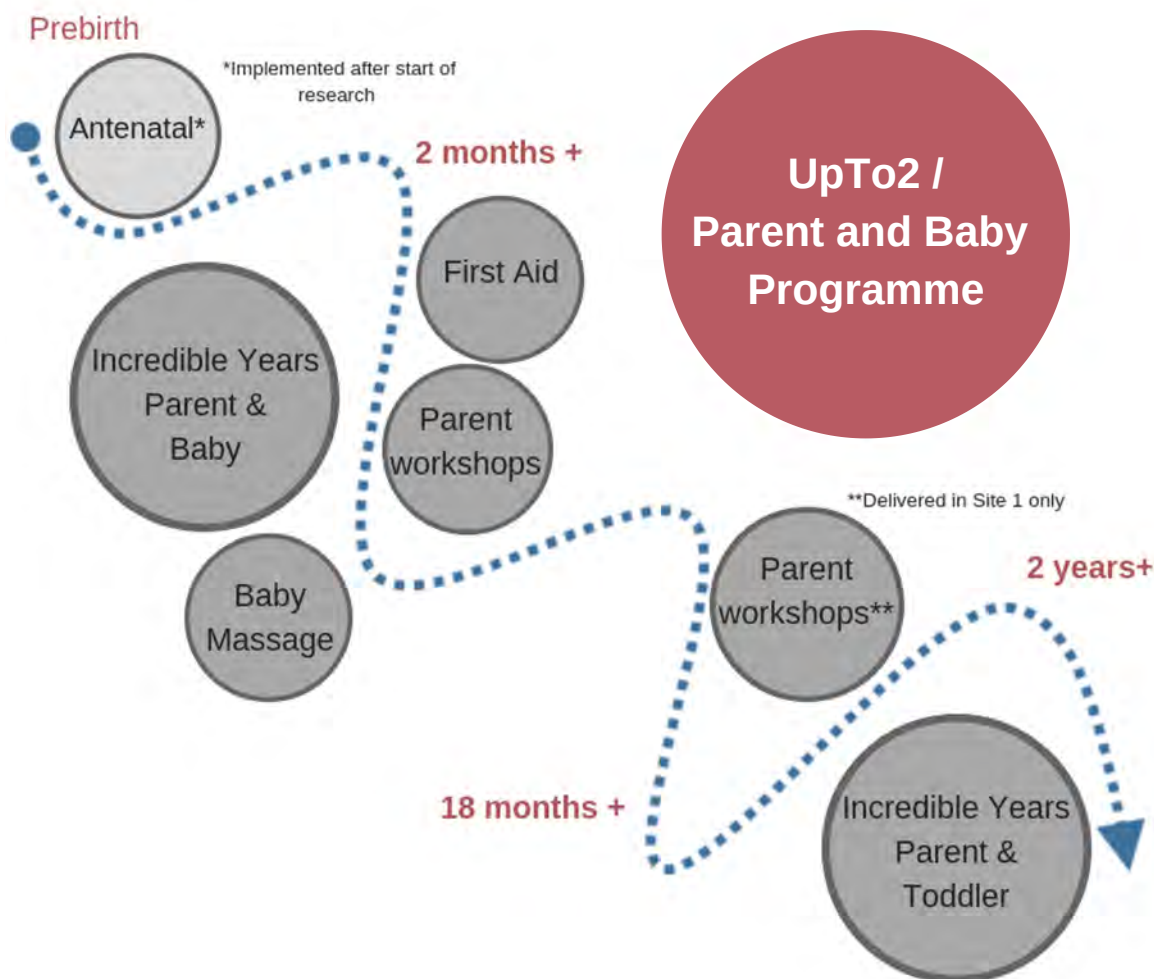 Prebirth
*Implemented after start of
research
Antenatal*
2 months +
UpTo2 /
Parent and Baby
Programme
First Aid
Incredible Years
Parent &
Baby
Parent
workshops
**Delivered in Site 1 only
Baby
Massage
Parent
workshops**
2 years+
18 months +
Incredible Years
Parent &
Toddler